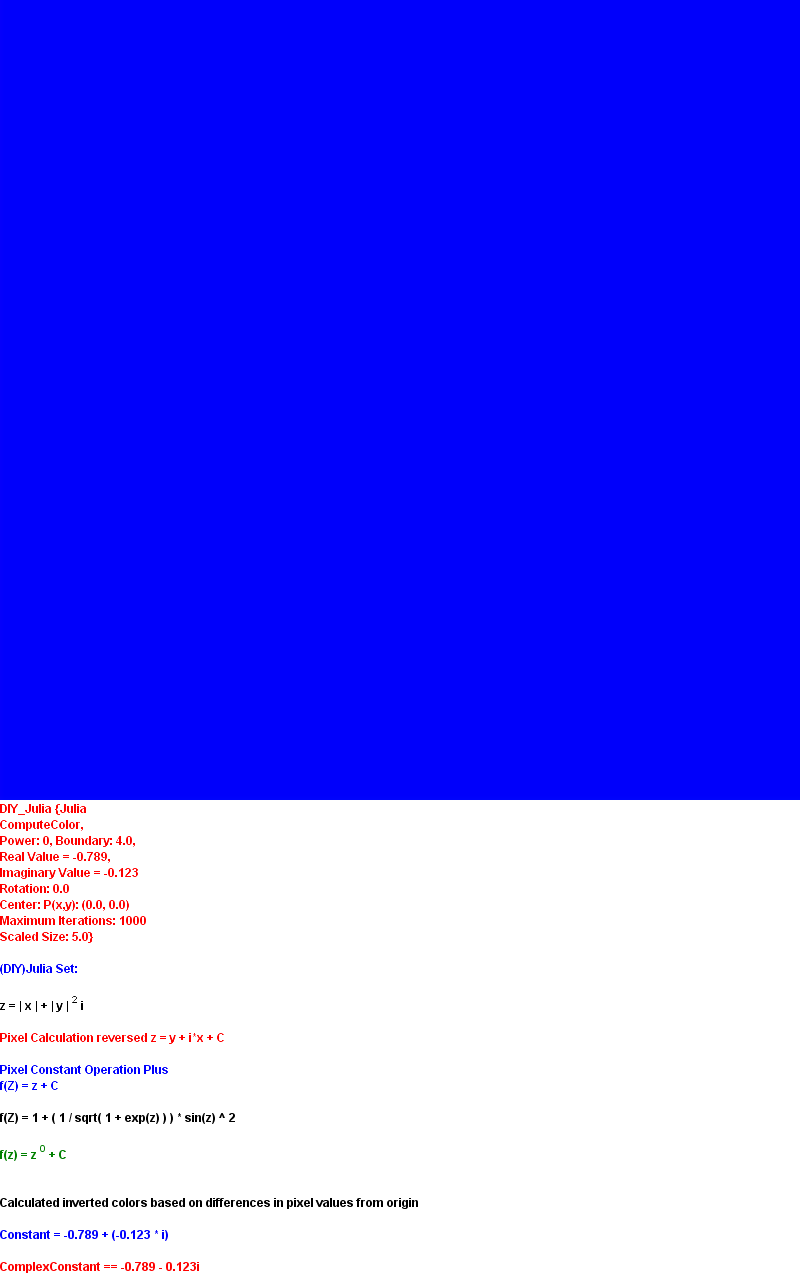 DIY_Julia {Julia
ComputeColor,
Power: 0, Boundary: 4.0,
Real Value = -0.789,
Imaginary Value = -0.123
Rotation: 0.0
Center: P(x,y): (0.0, 0.0)
Maximum Iterations: 1000
Scaled Size: 5.0}
(DIY)Julia Set:
z = | x | + | y | ² i
Pixel Calculation reversed z = y + i*x + C
Pixel Constant Operation Plus
f(Z) = z + C
f(Z) = 1 + ( 1 / sqrt( 1 + exp(z) ) ) * sin(z) ^ 2
f(z) = z ⁰ + C
Calculated inverted colors based on differences in pixel values from origin
Constant = -0.789 + (-0.123 * i)
ComplexConstant == -0.789 - 0.123i